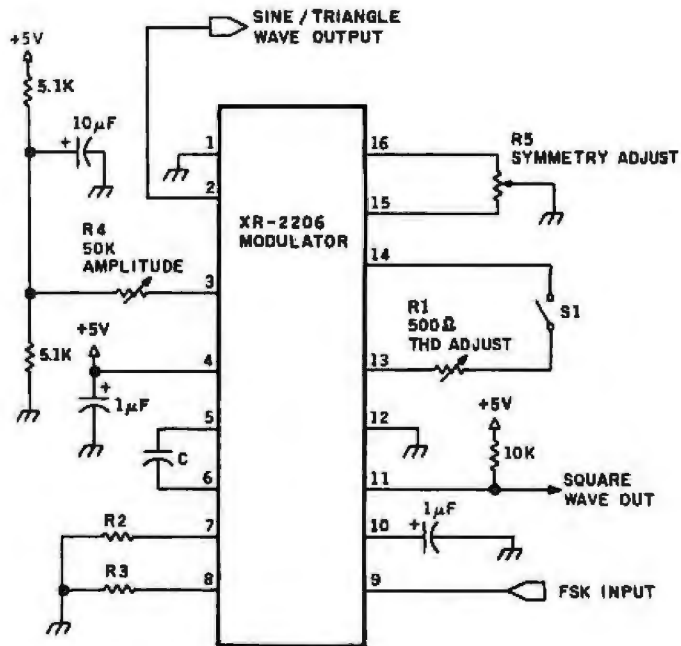 SINE / TRIANGLE
WAVE OUTPUT
+5V
5.1K
10µF
+
1
2
R4
50K
AMPLITUDE
3
+5V
5.1K
4
+
1µF
5
C
6
R2
7
R3
8
XR-2206
MODULATOR
16
R5
SYMMETRY ADJUST
15
14
S1
R1
500Ω
THD ADJUST
13
12
+5V
10K
11
SQUARE
WAVE OUT
10
+
1µF
9
FSK INPUT